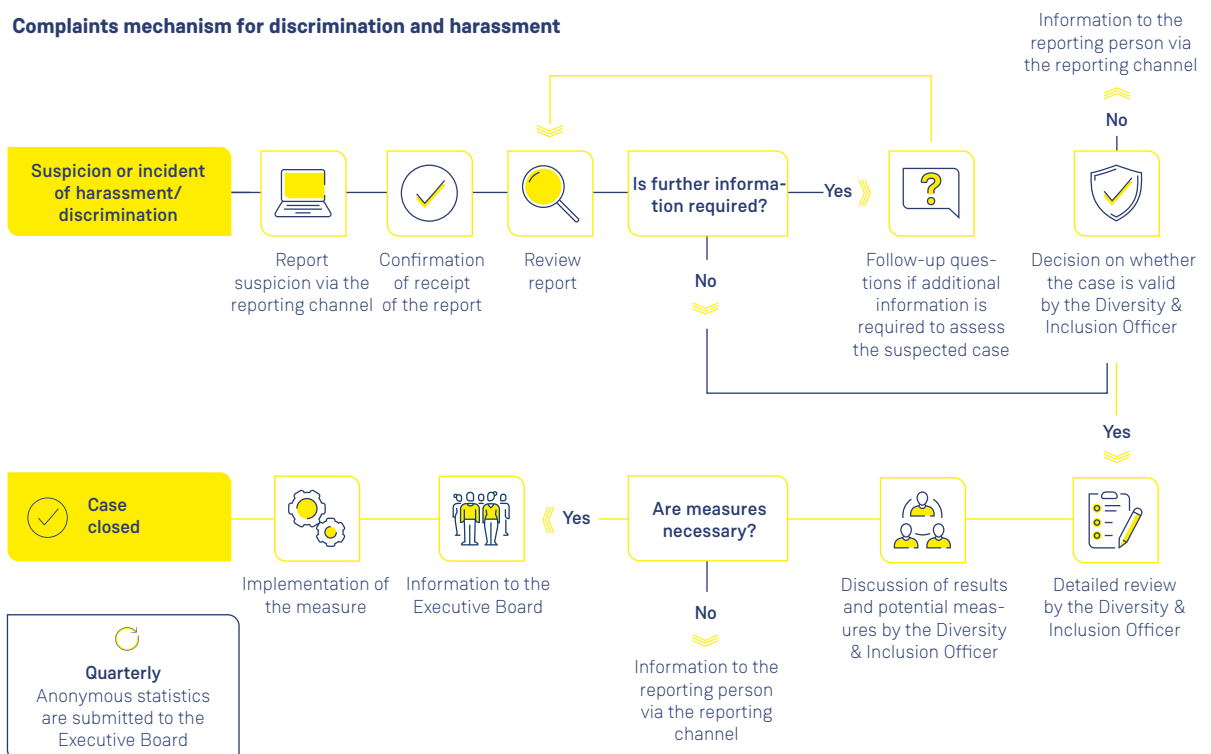 Complaints mechanism for discrimination and harassment
Information to the
reporting person via
the reporting channel
No
Suspicion or incident
of harassment/
discrimination
Is further informa-
tion required?
Yes
?
Report
suspicion via the
reporting channel
Confirmation
of receipt
of the report
Review
report
No
Follow-up ques-
tions if additional
information is
required to assess
the suspected case
Decision on whether
the case is valid
by the Diversity &
Inclusion Officer
Yes
Case
closed
Yes
Are measures
necessary?
Implementation of
the measure
Information to the
Executive Board
No
Information to the
reporting person
via the reporting
channel
Discussion of results
and potential meas-
ures by the Diversity
& Inclusion Officer
Detailed review
by the Diversity &
Inclusion Officer
Quarterly
Anonymous statistics
are submitted to the
Executive Board